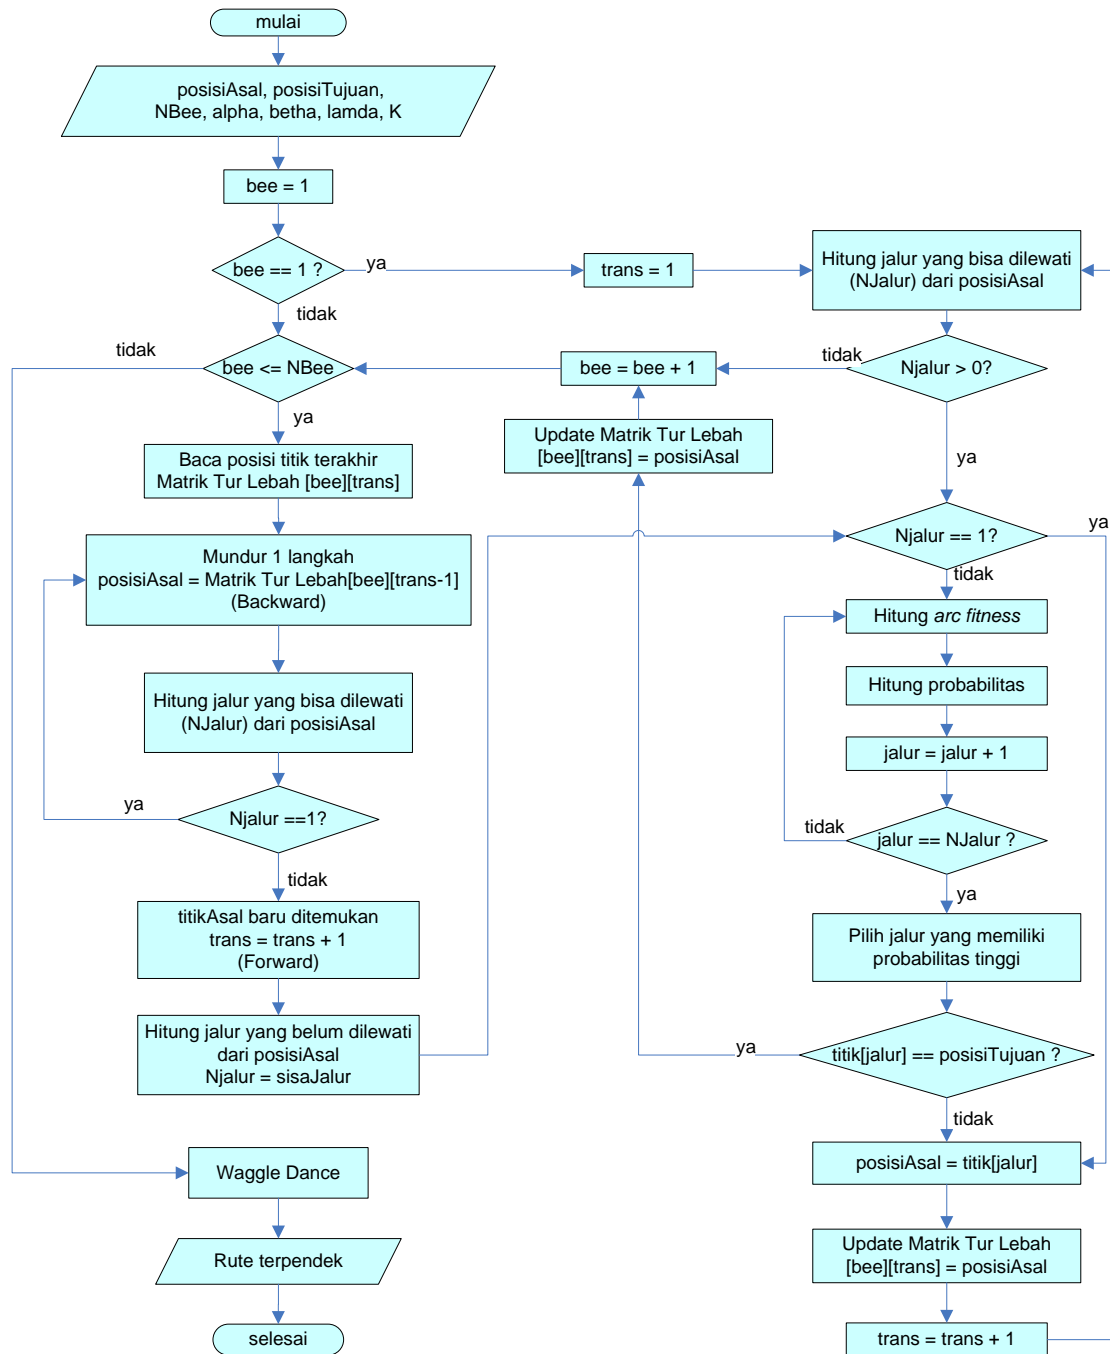 mulai
posisiAsal, posisiTujuan,
NBee, alpha, betha, lamda, K
bee = 1
bee == 1 ?
ya
trans = 1
Hitung jalur yang bisa dilewati
(NJalur) dari posisiAsal
tidak
tidak
bee <= NBee
bee = bee + 1
tidak
Njalur > 0?
ya
Update Matrik Tur Lebah
[bee][trans] = posisiAsal
ya
Baca posisi titik terakhir
Matrik Tur Lebah [bee][trans]
Mundur 1 langkah
posisiAsal = Matrik Tur Lebah[bee][trans-1]
(Backward)
Njalur == 1?
ya
tidak
Hitung arc fitness
Hitung probabilitas
Hitung jalur yang bisa dilewati
(NJalur) dari posisiAsal
jalur = jalur + 1
ya
Njalur ==1?
tidak
jalur == NJalur ?
tidak
ya
titikAsal baru ditemukan
trans = trans + 1
(Forward)
Pilih jalur yang memiliki
probabilitas tinggi
Hitung jalur yang belum dilewati
dari posisiAsal
Njalur = sisaJalur
ya
titik[jalur] == posisiTujuan ?
tidak
Waggle Dance
posisiAsal = titik[jalur]
Rute terpendek
Update Matrik Tur Lebah
[bee][trans] = posisiAsal
selesai
trans = trans + 1